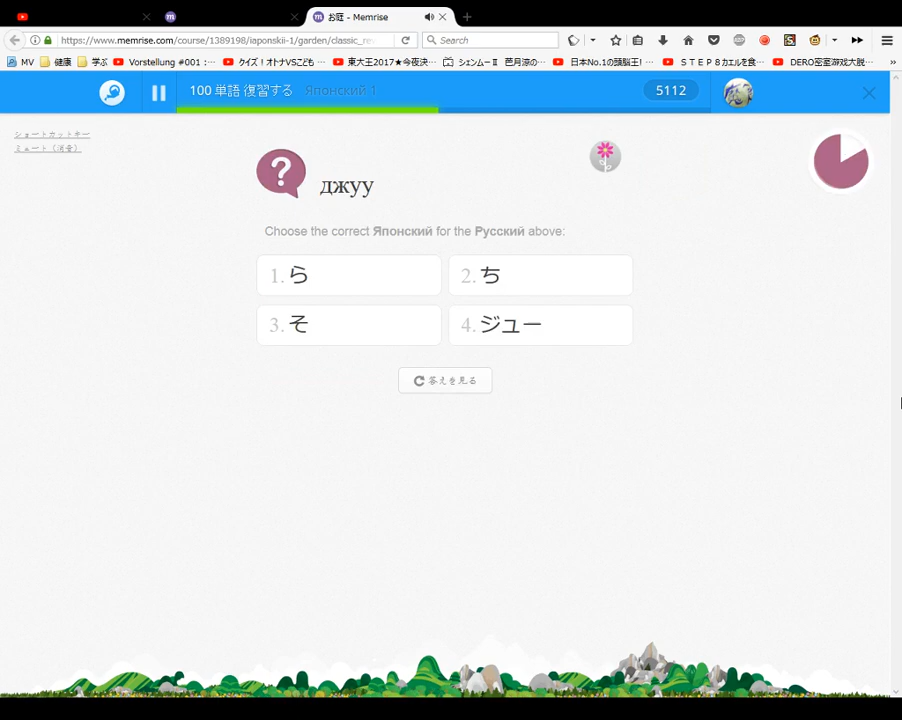 お庭 - Memrise
https://www.memrise.com/course/1389198/iaponskii-1/garden/classic_re
Search
MV 健康 学ぶ Vorstellung #001 : … クイズ！オトナVSこども … 東大王2017★今夜決… シェンムーⅡ 芭月涼の… 日本No.1の頭脳王! … ＳＴＥＰ８カエルを食… DERO密室游戏大脱…
100 単語 復習する Японский 1 5112
ショートカットキー
ミュート（消音）
?
джуу
Choose the correct Японский for the Русский above:
1. ら 2. ち
3. そ 4. ジュー
答えを見る